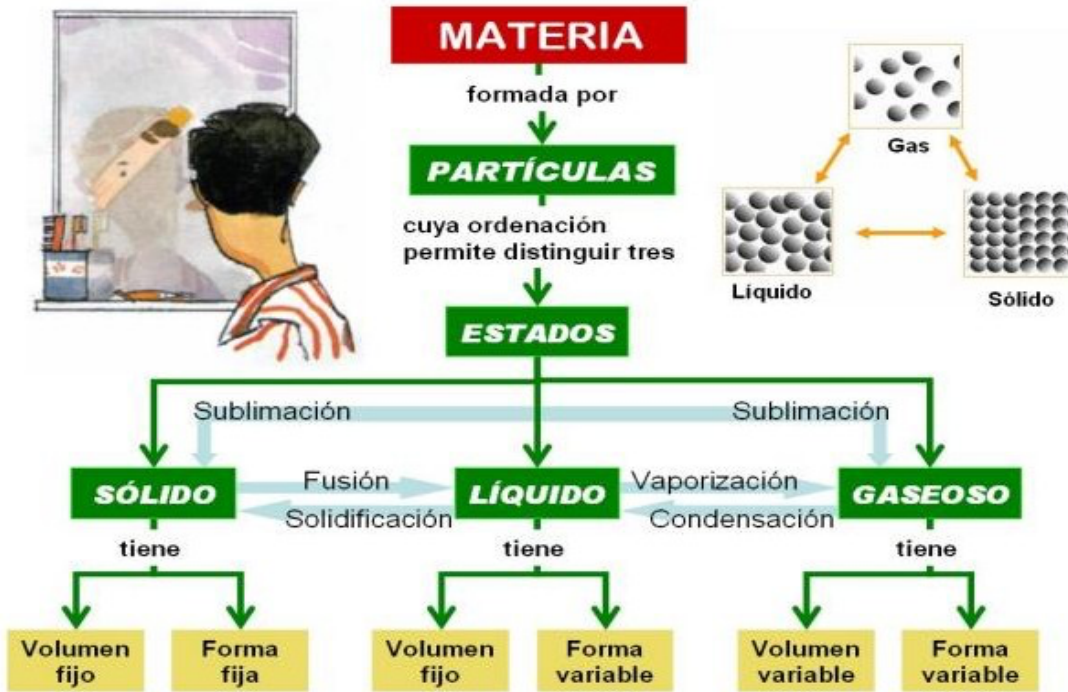 MATERIA
formada por
PARTÍCULAS
cuya ordenación
permite distinguir tres
ESTADOS
Gas
Líquido
Sólido
Sublimación
Sublimación
SÓLIDO
Fusión
Solidificación
LÍQUIDO
Vaporización
Condensación
GASEOSO
tiene
tiene
tiene
Volumen
fijo
Forma
fija
Volumen
fijo
Forma
variable
Volumen
variable
Forma
variable